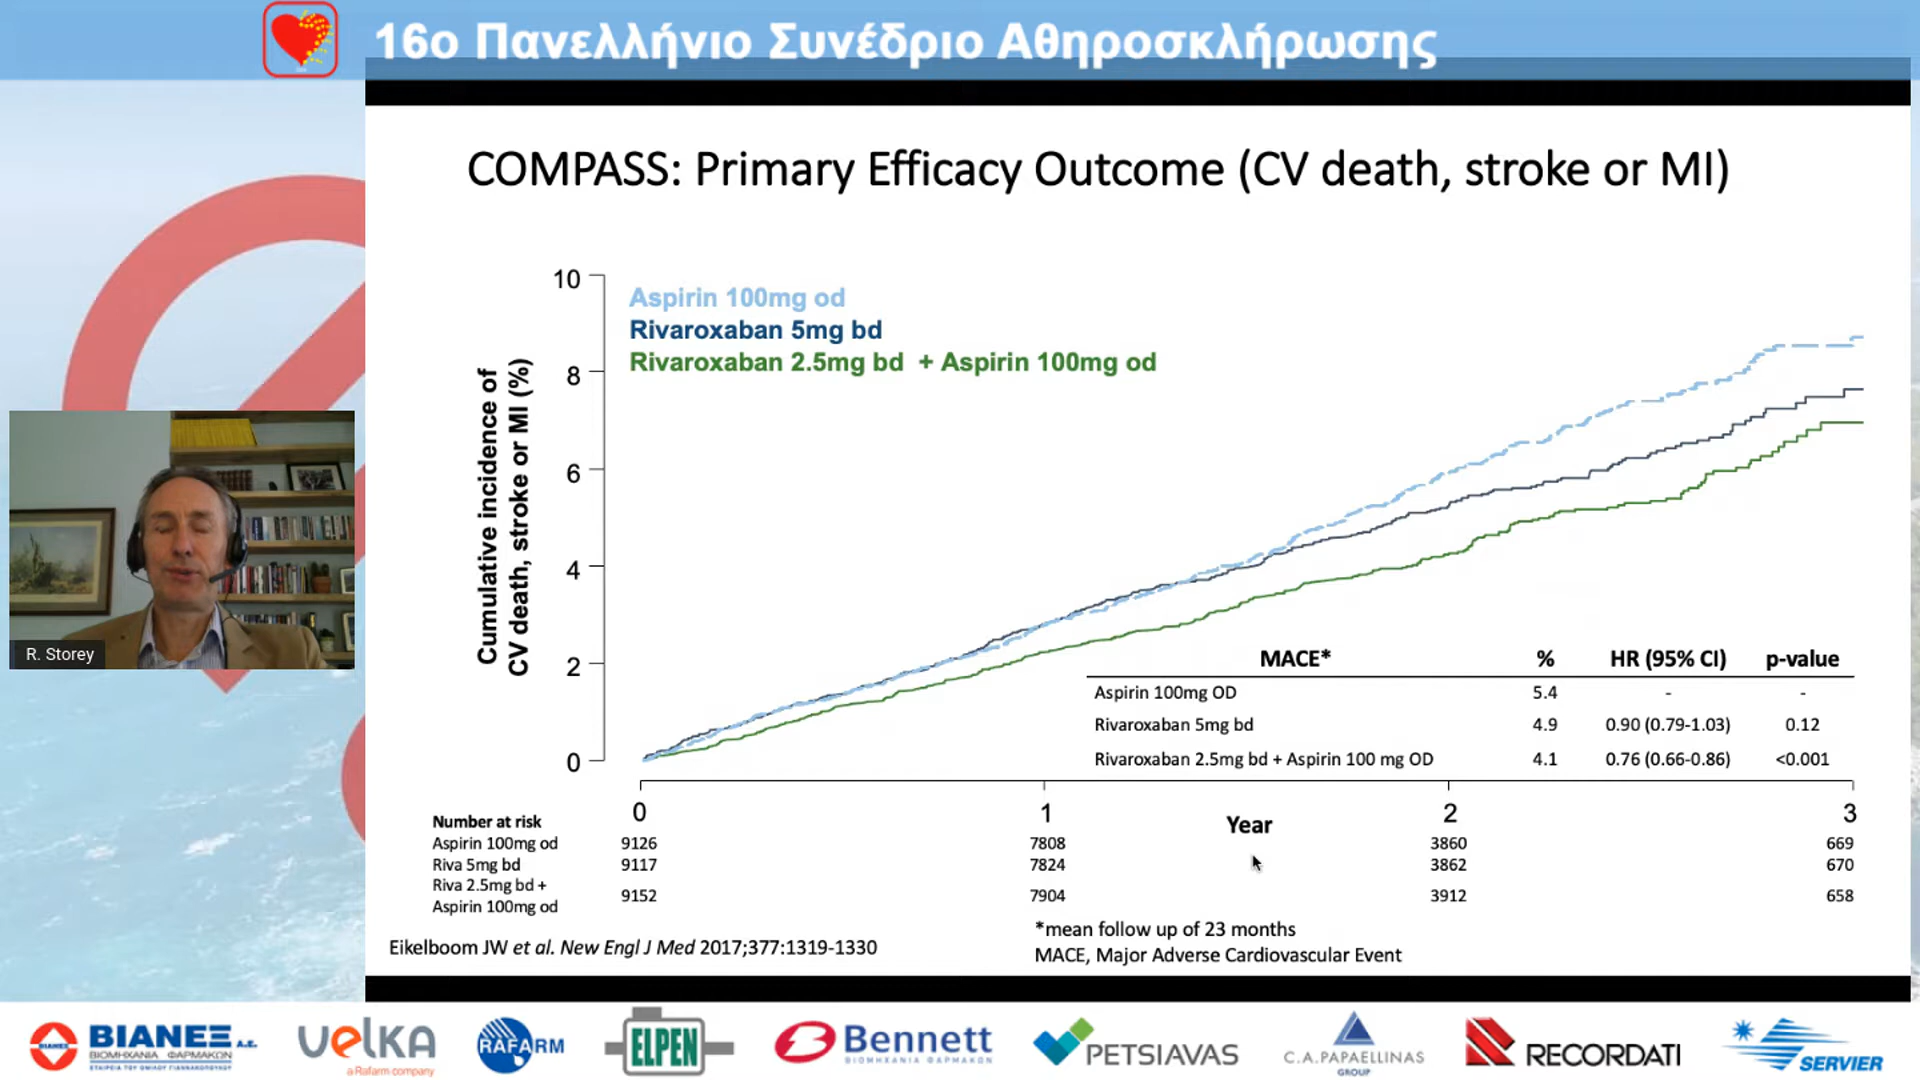 16ο Πανελλήνιο Συνέδριο Αθηροσκλήρωσης
COMPASS: Primary Efficacy Outcome (CV death, stroke or MI)
Aspirin 100mg od
Rivaroxaban 5mg bd
Rivaroxaban 2.5mg bd + Aspirin 100mg od
Cumulative incidence of
CV death, stroke or MI (%)
10
8
6
4
2
0
MACE* % HR (95% CI) p-value
Aspirin 100mg OD 5.4 - -
Rivaroxaban 5mg bd 4.9 0.90 (0.79-1.03) 0.12
Rivaroxaban 2.5mg bd + Aspirin 100 mg OD 4.1 0.76 (0.66-0.86) <0.001
0 1 2 3
Year
Number at risk
Aspirin 100mg od 9126 7808 3860 669
Riva 5mg bd 9117 7824 3862 670
Riva 2.5mg bd +
Aspirin 100mg od 9152 7904 3912 658
*mean follow up of 23 months
MACE, Major Adverse Cardiovascular Event
Eikelboom JW et al. New Engl J Med 2017;377:1319-1330
R. Storey
ΒΙΑΝΕΞ Α.Ε.
ΒΙΟΜΗΧΑΝΙΑ ΦΑΡΜΑΚΩΝ
velka
a Rafarm company
RAFARM
ELPEN
Bennett
ΒΙΟΜΗΧΑΝΙΑ ΦΑΡΜΑΚΩΝ
PETSIAVAS
C.A.PAPAELLINAS
GROUP
RECORDATI
SERVIER